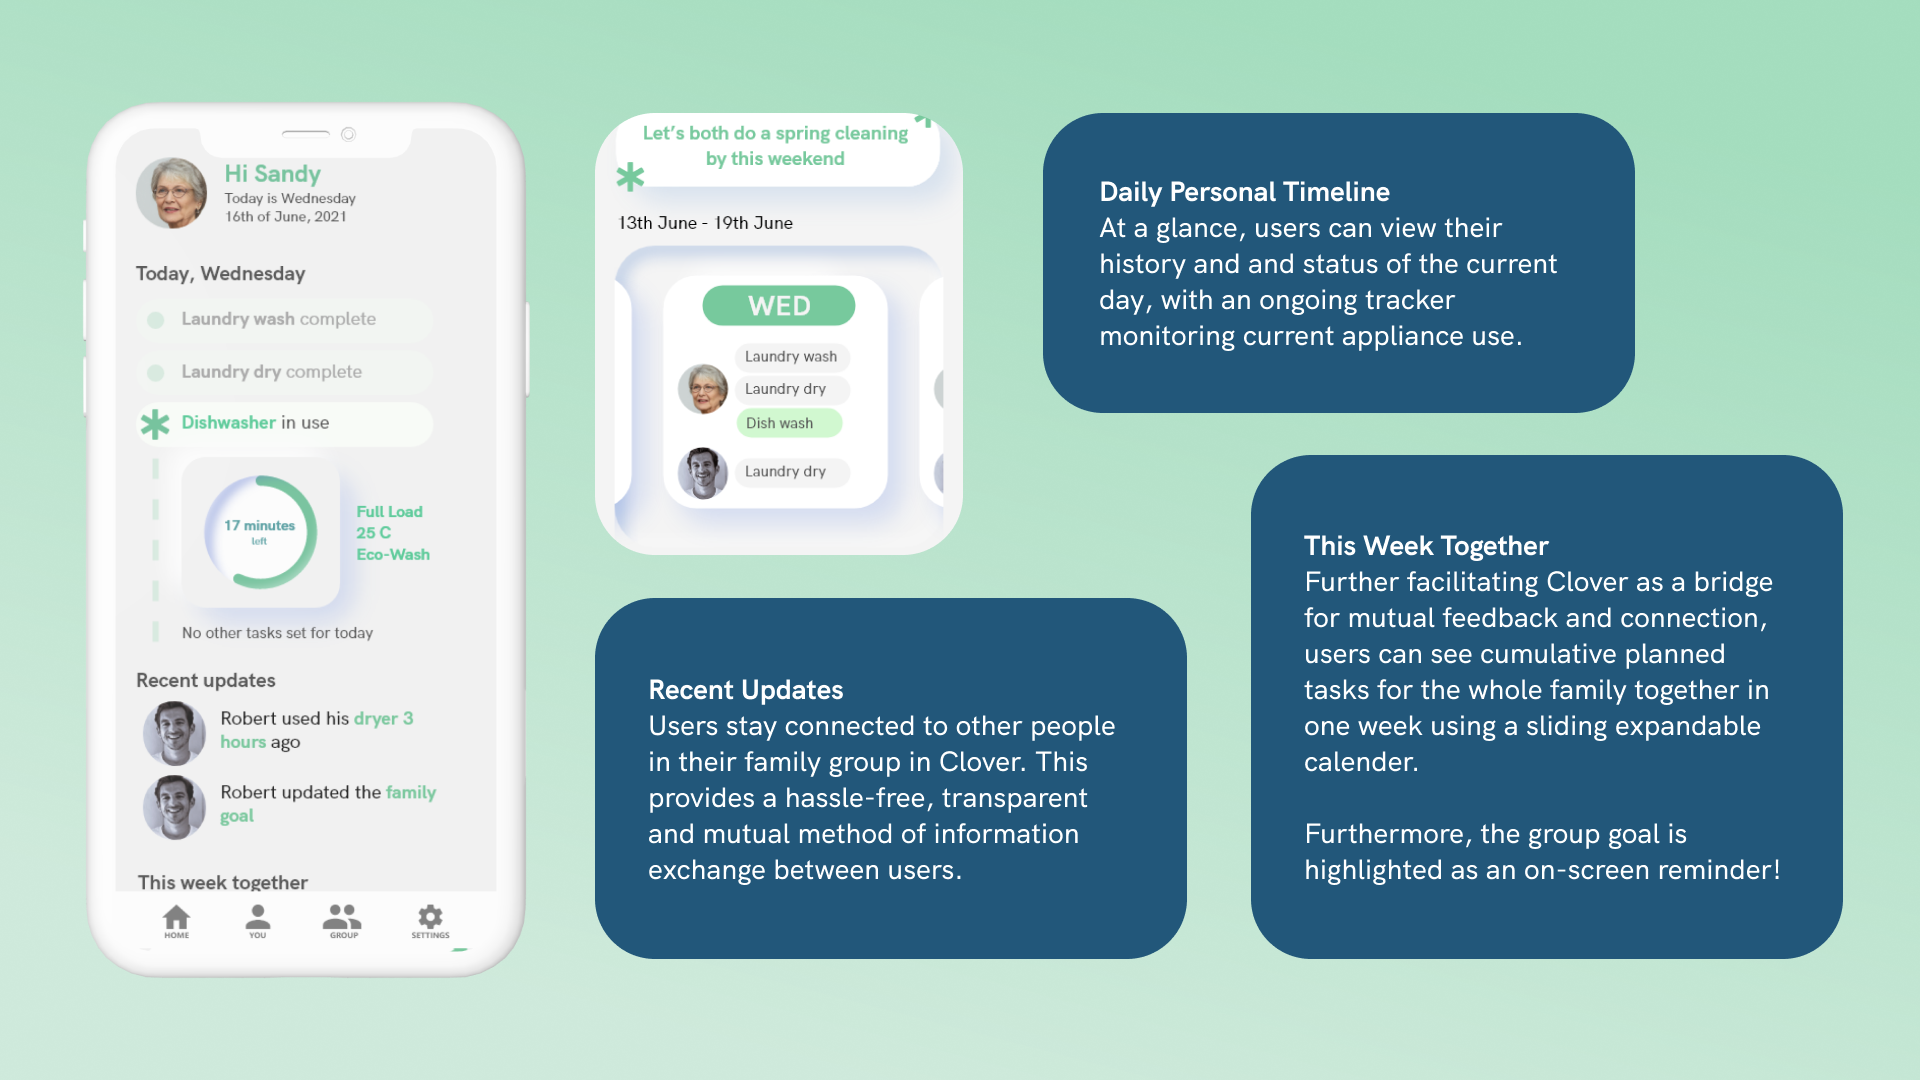 Hi Sandy
Today is Wednesday
16th of June, 2021
Today, Wednesday
Laundry wash complete
Laundry dry complete
Dishwasher in use
17 minutes
left
Full Load
25 C
Eco-Wash
No other tasks set for today
Recent updates
Robert used his dryer 3
hours ago
Robert updated the family
goal
This week together
HOME
YOU
GROUP
SETTINGS
Let's both do a spring cleaning
by this weekend
13th June - 19th June
WED
Laundry wash
Laundry dry
Dish wash
Laundry dry
Daily Personal Timeline
At a glance, users can view their
history and and status of the current
day, with an ongoing tracker
monitoring current appliance use.
Recent Updates
Users stay connected to other people
in their family group in Clover. This
provides a hassle-free, transparent
and mutual method of information
exchange between users.
This Week Together
Further facilitating Clover as a bridge
for mutual feedback and connection,
users can see cumulative planned
tasks for the whole family together in
one week using a sliding expandable
calender.
Furthermore, the group goal is
highlighted as an on-screen reminder!